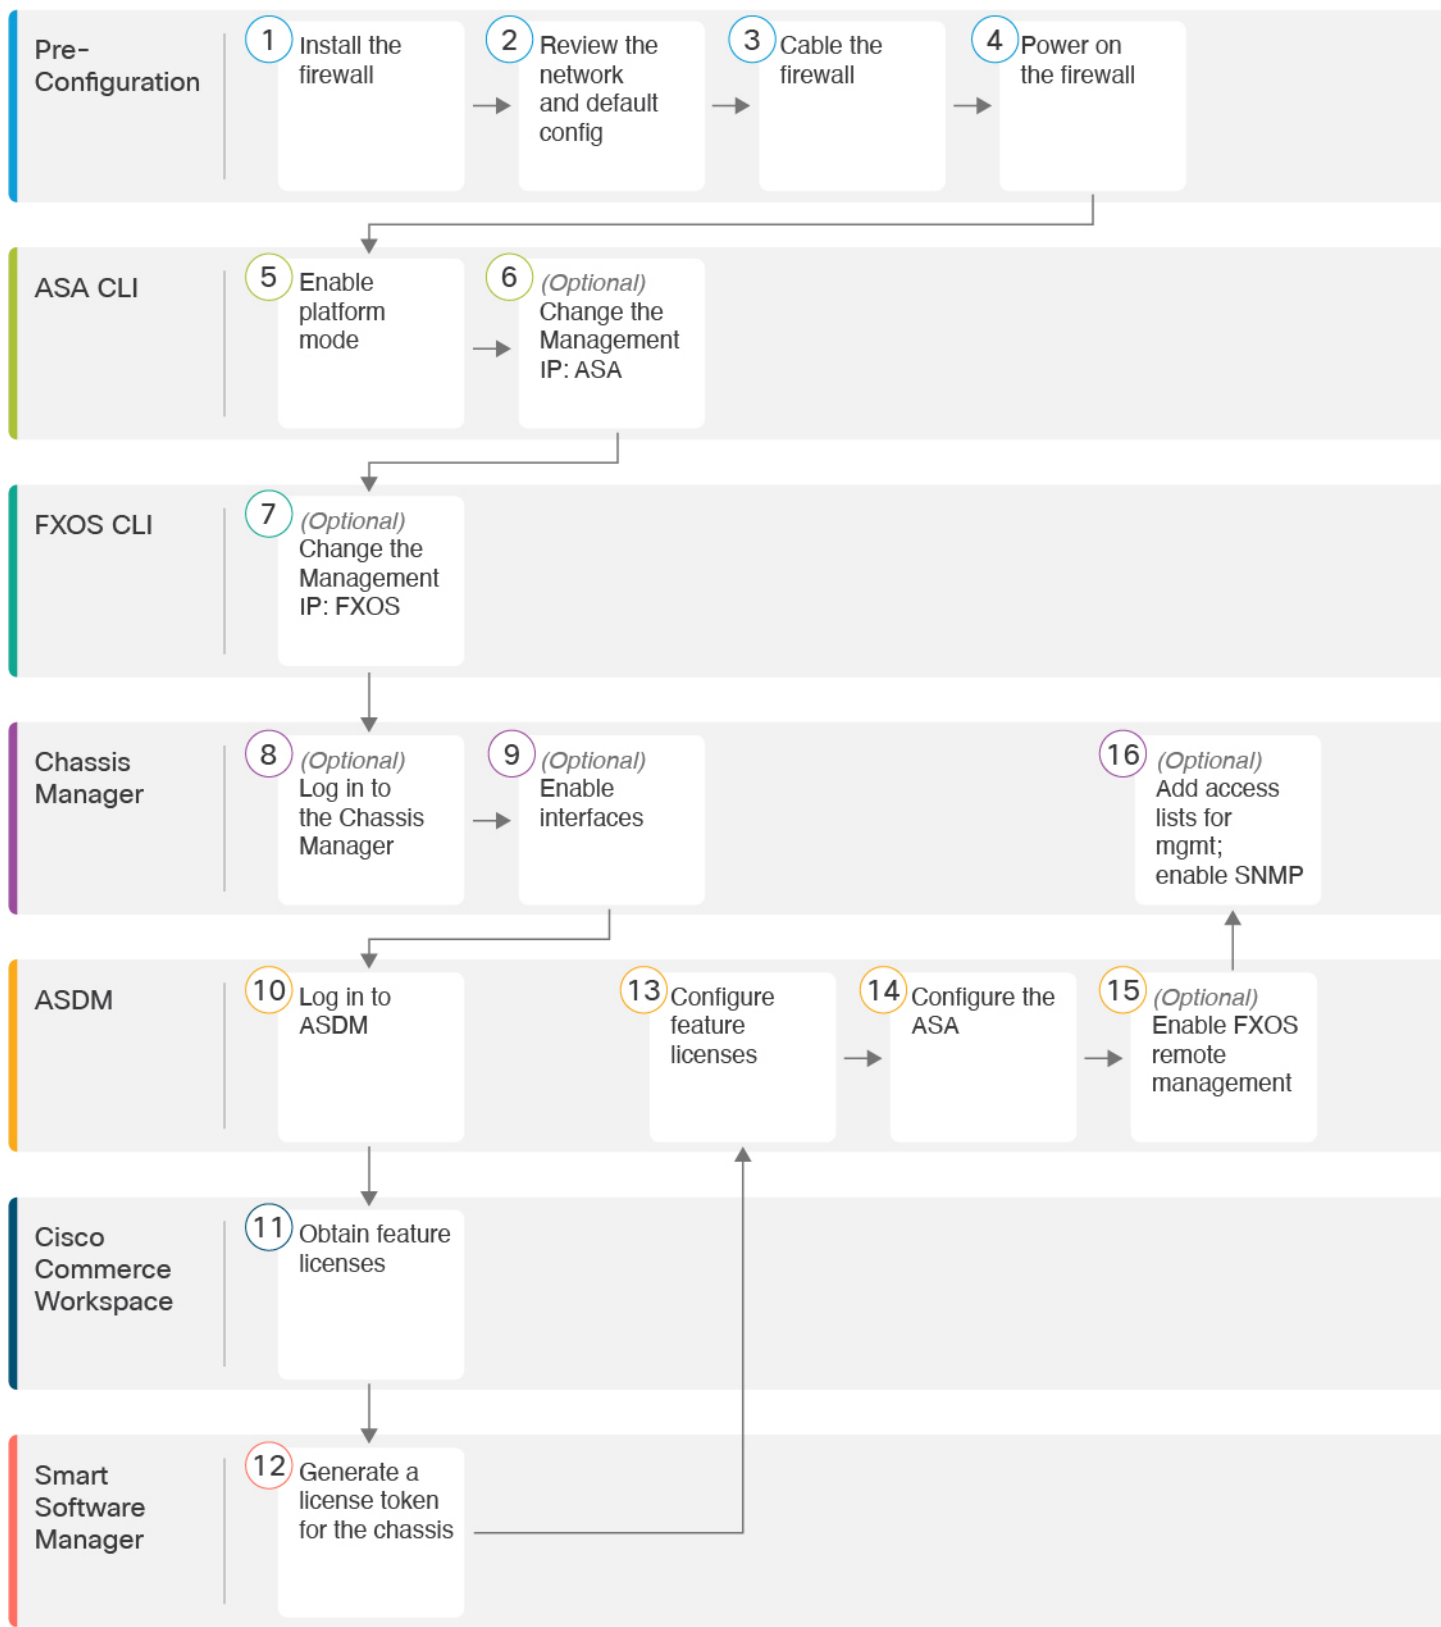 Pre-
Configuration
1
Install the
firewall
2
Review the
network
and default
config
3
Cable the
firewall
4
Power on
the firewall
ASA CLI
5
Enable
platform
mode
6
(Optional)
Change the
Management
IP: ASA
FXOS CLI
7
(Optional)
Change the
Management
IP: FXOS
Chassis
Manager
8
(Optional)
Log in to
the Chassis
Manager
9
(Optional)
Enable
interfaces
16
(Optional)
Add access
lists for
mgmt;
enable SNMP
ASDM
10
Log in to
ASDM
13
Configure
feature
licenses
14
Configure the
ASA
15
(Optional)
Enable FXOS
remote
management
Cisco
Commerce
Workspace
11
Obtain feature
licenses
Smart
Software
Manager
12
Generate a
license token
for the chassis